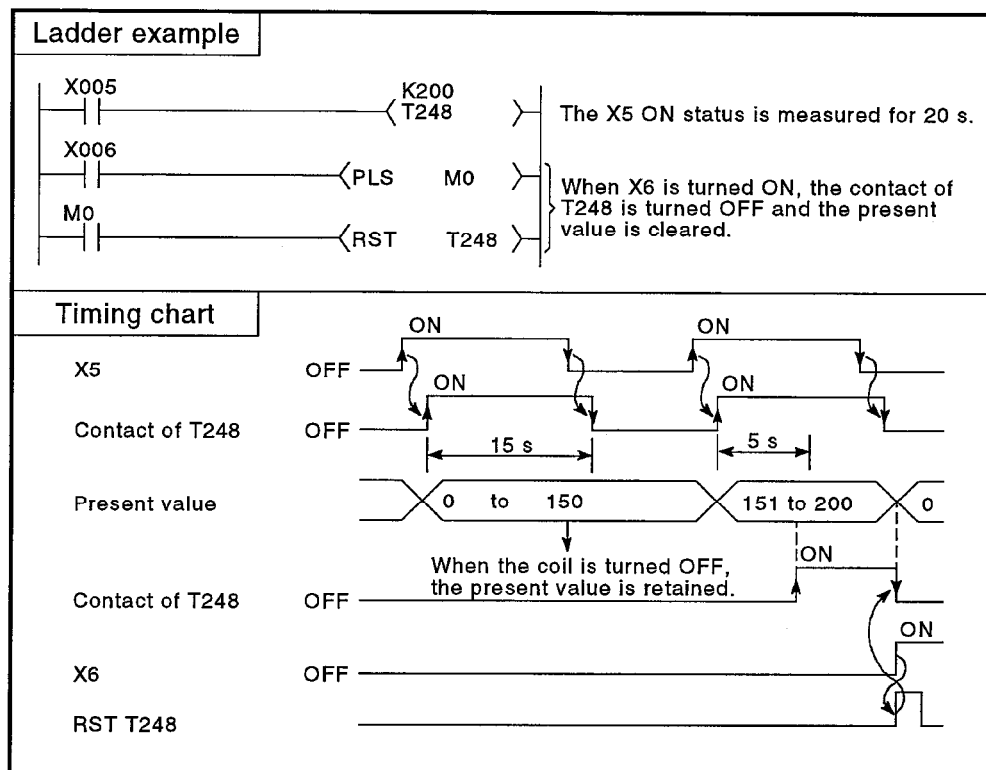 Ladder example
X005
K200
T248
The X5 ON status is measured for 20 s.
X006
PLS M0
When X6 is turned ON, the contact of
T248 is turned OFF and the present
value is cleared.
M0
RST T248
Timing chart
X5 OFF ON ON
Contact of T248 OFF ON ON
15 s 5 s
Present value 0 to 150 151 to 200 0
When the coil is turned OFF,
the present value is retained.
Contact of T248 OFF ON
X6 OFF ON
RST T248